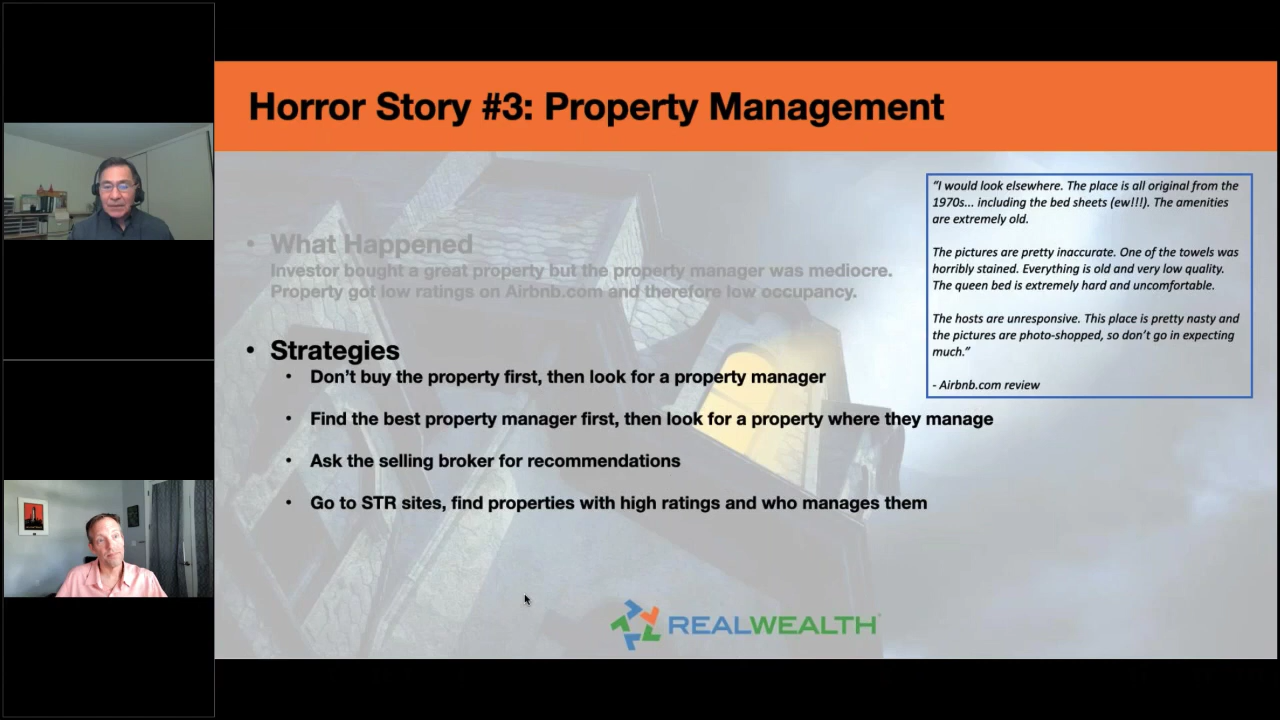 Horror Story #3: Property Management
• What Happened
Investor bought a great property but the property manager was mediocre.
Property got low ratings on Airbnb.com and therefore low occupancy.
• Strategies
• Don't buy the property first, then look for a property manager
• Find the best property manager first, then look for a property where they manage
• Ask the selling broker for recommendations
• Go to STR sites, find properties with high ratings and who manages them
“I would look elsewhere. The place is all original from the
1970s... including the bed sheets (ew!!!). The amenities
are extremely old.
The pictures are pretty inaccurate. One of the towels was
horribly stained. Everything is old and very low quality.
The queen bed is extremely hard and uncomfortable.
The hosts are unresponsive. This place is pretty nasty and
the pictures are photo-shopped, so don’t go in expecting
much.”
- Airbnb.com review
REALWEALTH